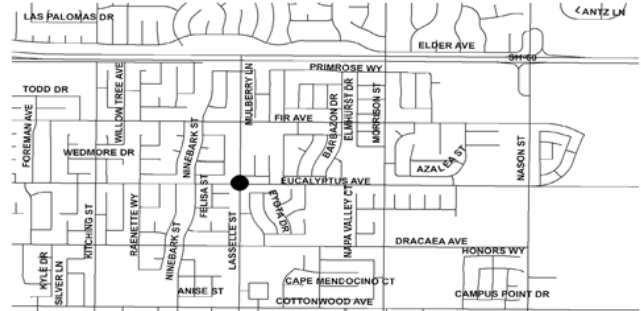 LAS PALOMAS DR
LANTZ LN
ELDER AVE
SH-60
PRIMROSE WY
TODD DR
WILLOW TREE AVE
MULBERRY LN
FOREMAN AVE
FIR AVE
BARBAZON DR
ELMHURST DR
MORRISON ST
WEDMORE DR
NINEBARK ST
AZALEA ST
NASON ST
EUCALYPTUS AVE
FELISA ST
EYOTA DR
KITCHING ST
RAENETTE WY
LASSELLE ST
NAPA VALLEY CT
DRACAEA AVE
NINEBARK ST
HONORS WY
KYLE DR
SILVER LN
ANISE ST
CAPE MENDOCINO CT
CAMPUS POINT DR
COTTONWOOD AVE